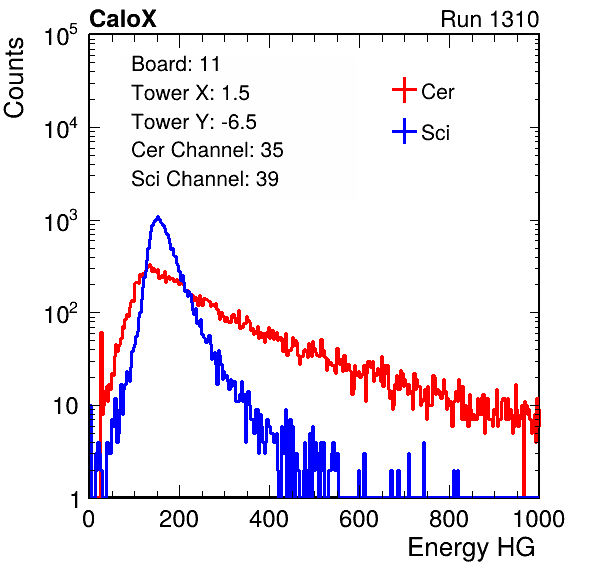 CaloX Run 1310
Counts
10^5
10^4
10^3
10^2
10
1
Board: 11
Tower X: 1.5
Tower Y: -6.5
Cer Channel: 35
Sci Channel: 39
Cer
Sci
0 200 400 600 800 1000
Energy HG